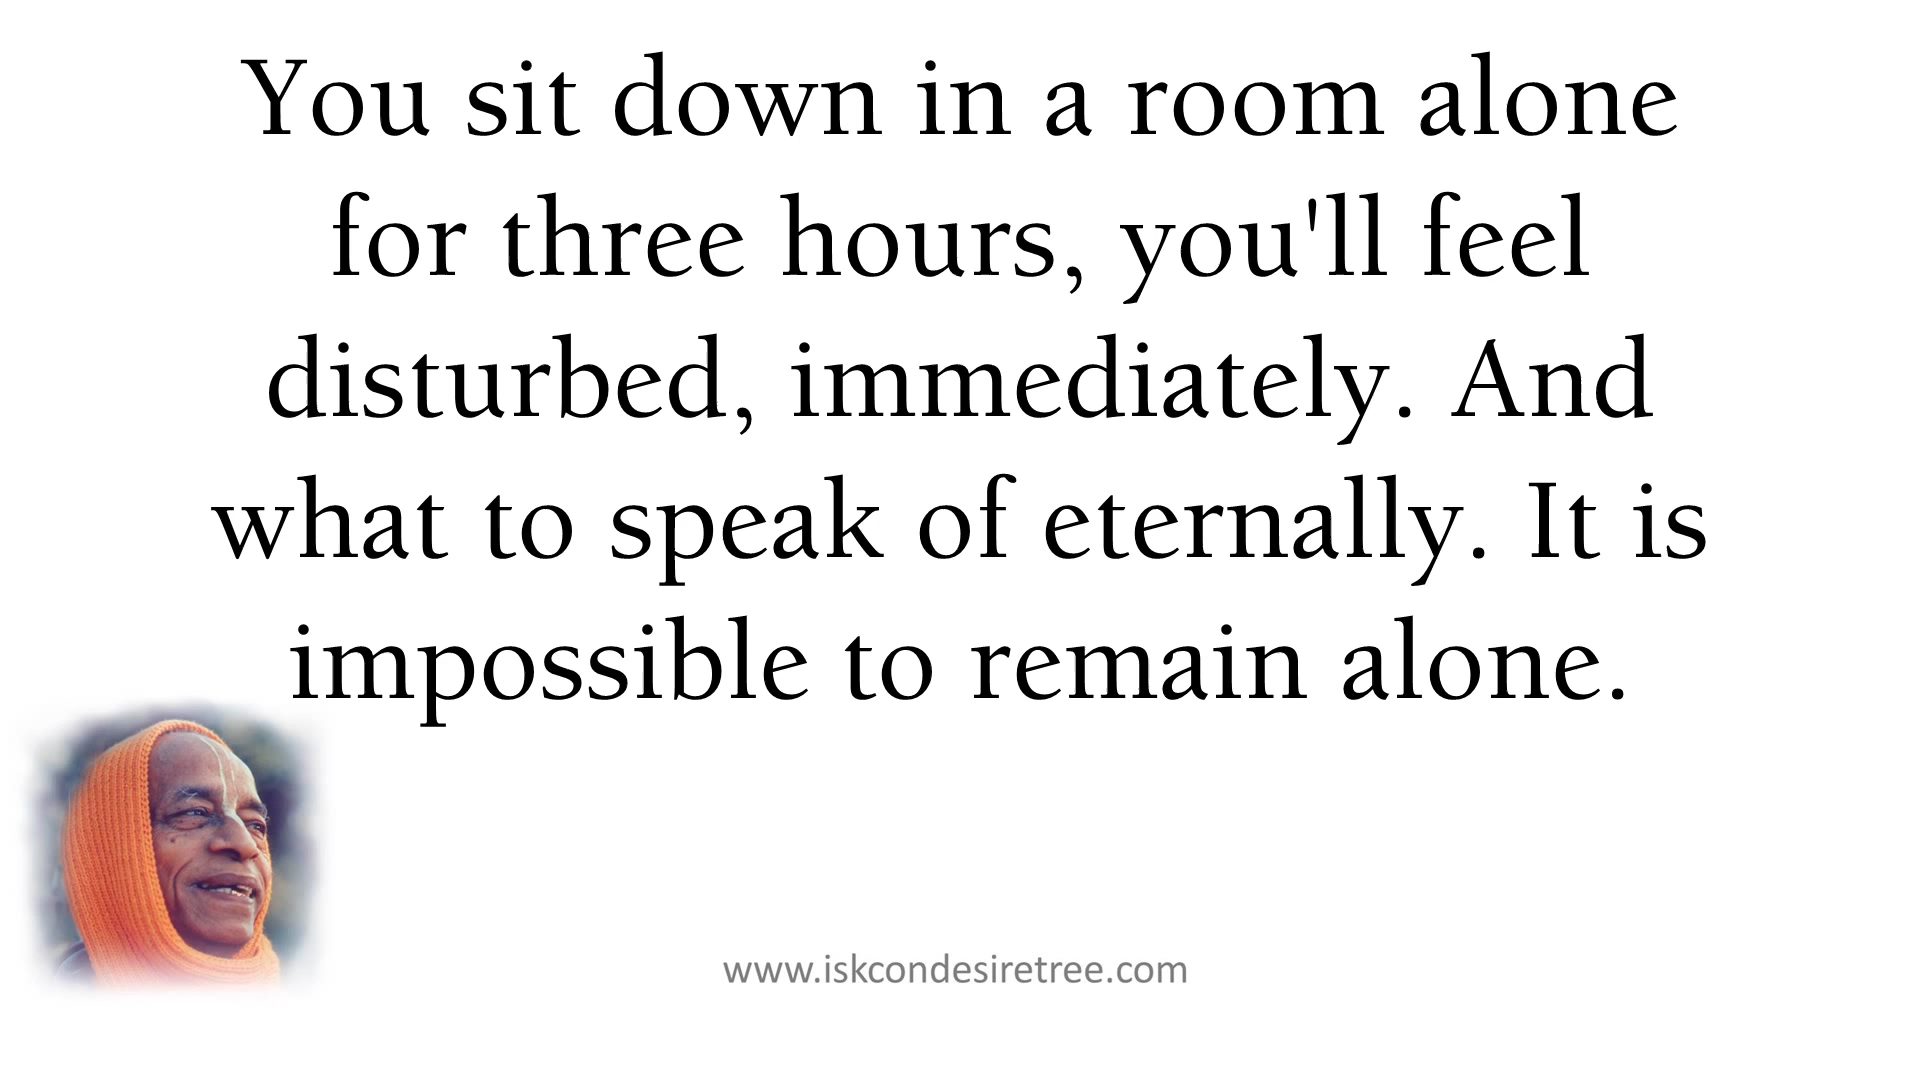 You sit down in a room alone
for three hours, you'll feel
disturbed, immediately. And
what to speak of eternally. It is
impossible to remain alone.
www.iskcondesiretree.com